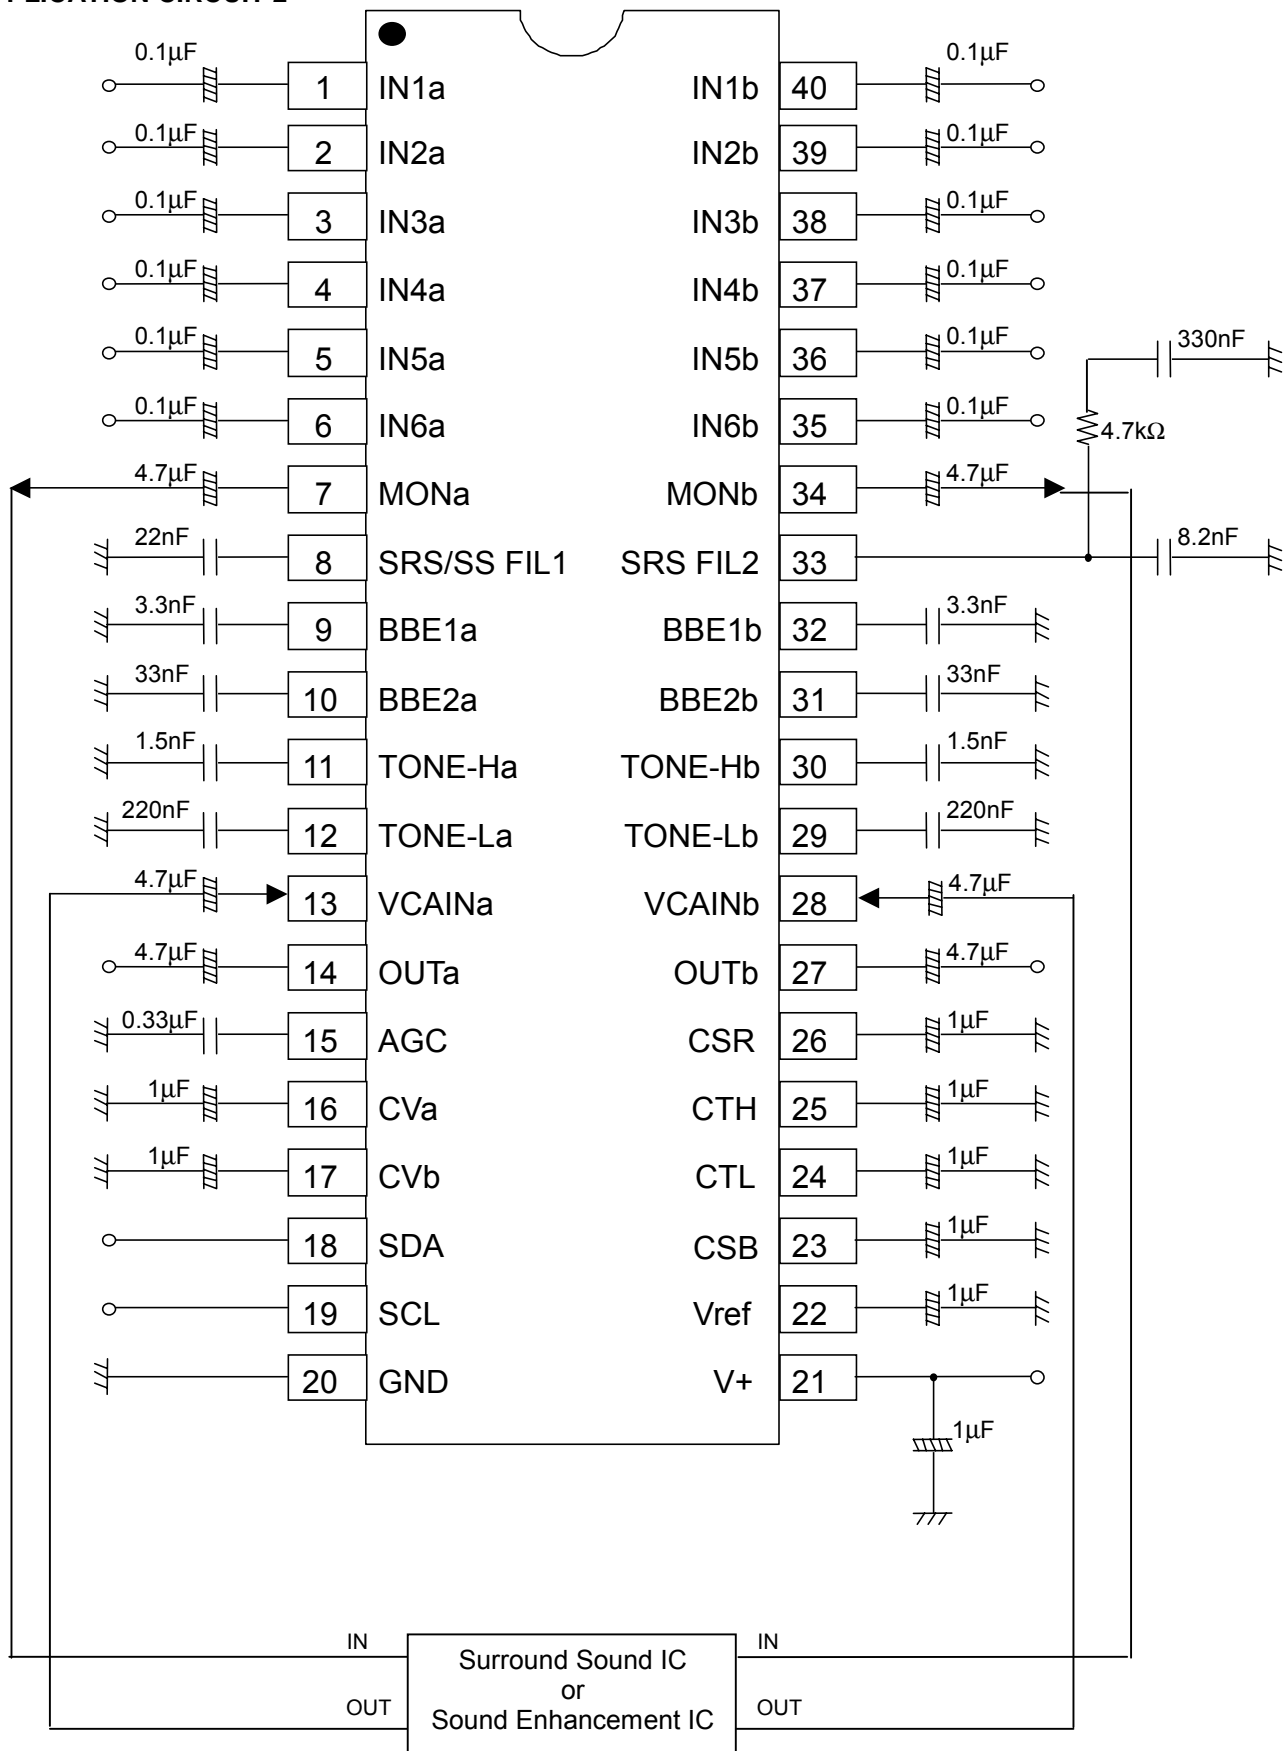 PLICATION CIRCUIT 2
0.1µF 1 IN1a IN1b 40 0.1µF
0.1µF 2 IN2a IN2b 39 0.1µF
0.1µF 3 IN3a IN3b 38 0.1µF
0.1µF 4 IN4a IN4b 37 0.1µF
0.1µF 5 IN5a IN5b 36 0.1µF 330nF
0.1µF 6 IN6a IN6b 35 0.1µF 4.7kΩ
4.7µF 7 MONa MONb 34 4.7µF
22nF 8 SRS/SS FIL1 SRS FIL2 33 8.2nF
3.3nF 9 BBE1a BBE1b 32 3.3nF
33nF 10 BBE2a BBE2b 31 33nF
1.5nF 11 TONE-Ha TONE-Hb 30 1.5nF
220nF 12 TONE-La TONE-Lb 29 220nF
4.7µF 13 VCAINa VCAINb 28 4.7µF
4.7µF 14 OUTa OUTb 27 4.7µF
0.33µF 15 AGC CSR 26 1µF
1µF 16 CVa CTH 25 1µF
1µF 17 CVb CTL 24 1µF
18 SDA CSB 23 1µF
19 SCL Vref 22 1µF
20 GND V+ 21
1µF
IN Surround Sound IC IN
or
OUT Sound Enhancement IC OUT